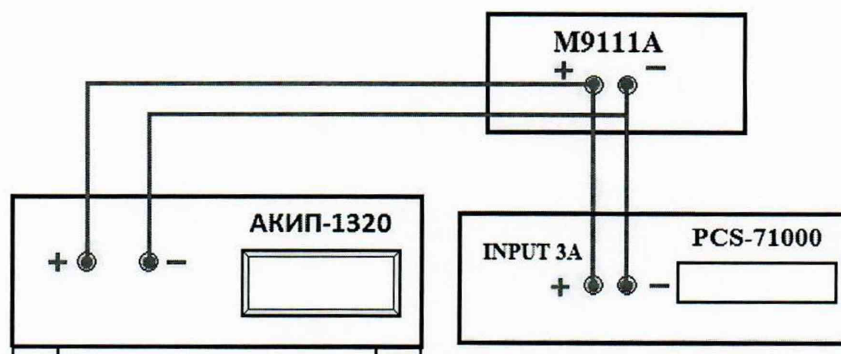 M9111A
+ −
АКИП-1320
+ −
INPUT 3A
PCS-71000
+ −